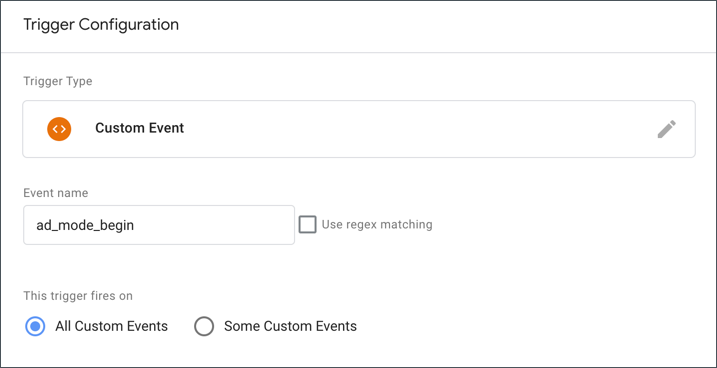 Trigger Configuration
Trigger Type
Custom Event
Event name
ad_mode_begin
Use regex matching
This trigger fires on
All Custom Events Some Custom Events